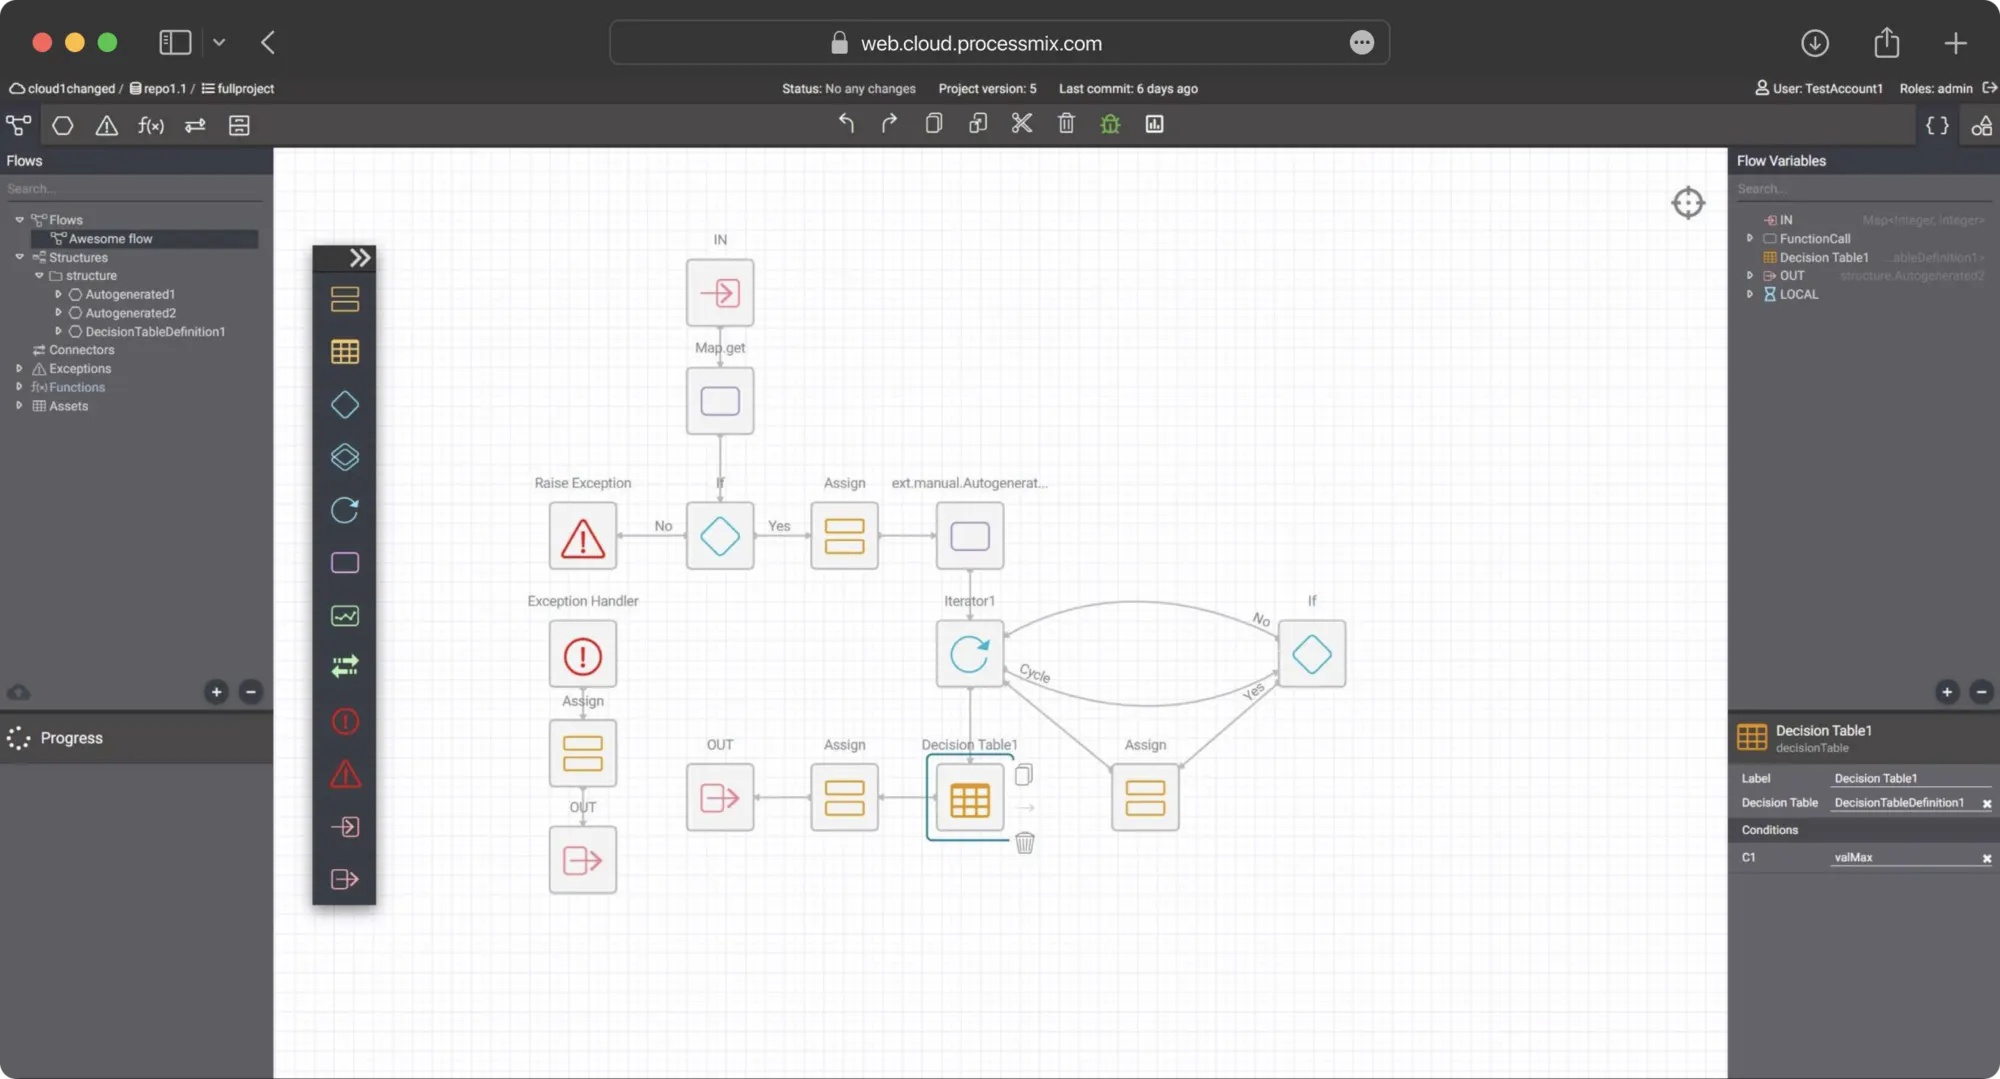 web.cloud.processmix.com
cloud1changed / repo1.1 / fullproject
Status: No any changes Project version: 5 Last commit: 6 days ago
User: TestAccount1 Roles: admin
f(x)
{ }
Flows
Search...
Flows
Awesome flow
Structures
structure
Autogenerated1
Autogenerated2
DecisionTableDefinition1
Connectors
Exceptions
f(x) Functions
Assets
Progress
IN
Map.get
Raise Exception
If
Assign
ext.manual.Autogenerat...
No
Yes
Exception Handler
Iterator1
If
No
Cycle
Yes
Assign
OUT
Assign
Decision Table1
Assign
OUT
Flow Variables
Search...
IN Map<Integer, Integer>
FunctionCall
Decision Table1 ...ableDefinition1>
OUT structure.Autogenerated2
LOCAL
Decision Table1
decisionTable
Label Decision Table1
Decision Table DecisionTableDefinition1
Conditions
C1 valMax